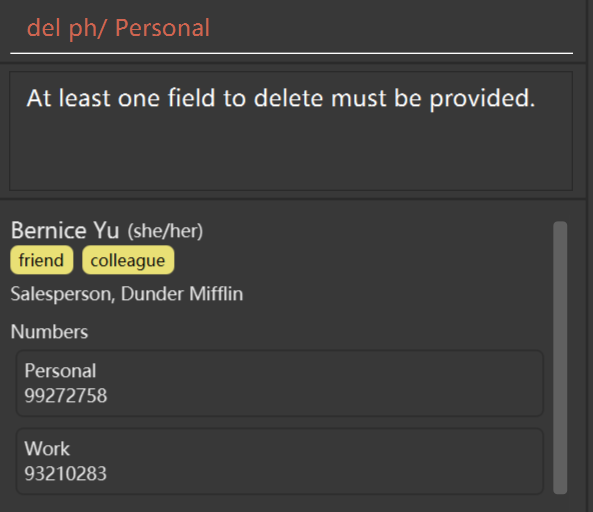 del ph/ Personal
At least one field to delete must be provided.
Bernice Yu (she/her)
friend colleague
Salesperson, Dunder Mifflin
Numbers
Personal
99272758
Work
93210283